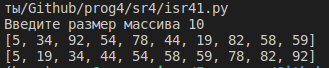 ты/Github/prog4/sr4/isr41.py
Введите размер массива 10
[5, 34, 92, 54, 78, 44, 19, 82, 58, 59]
[5, 19, 34, 44, 54, 58, 59, 78, 82, 92]